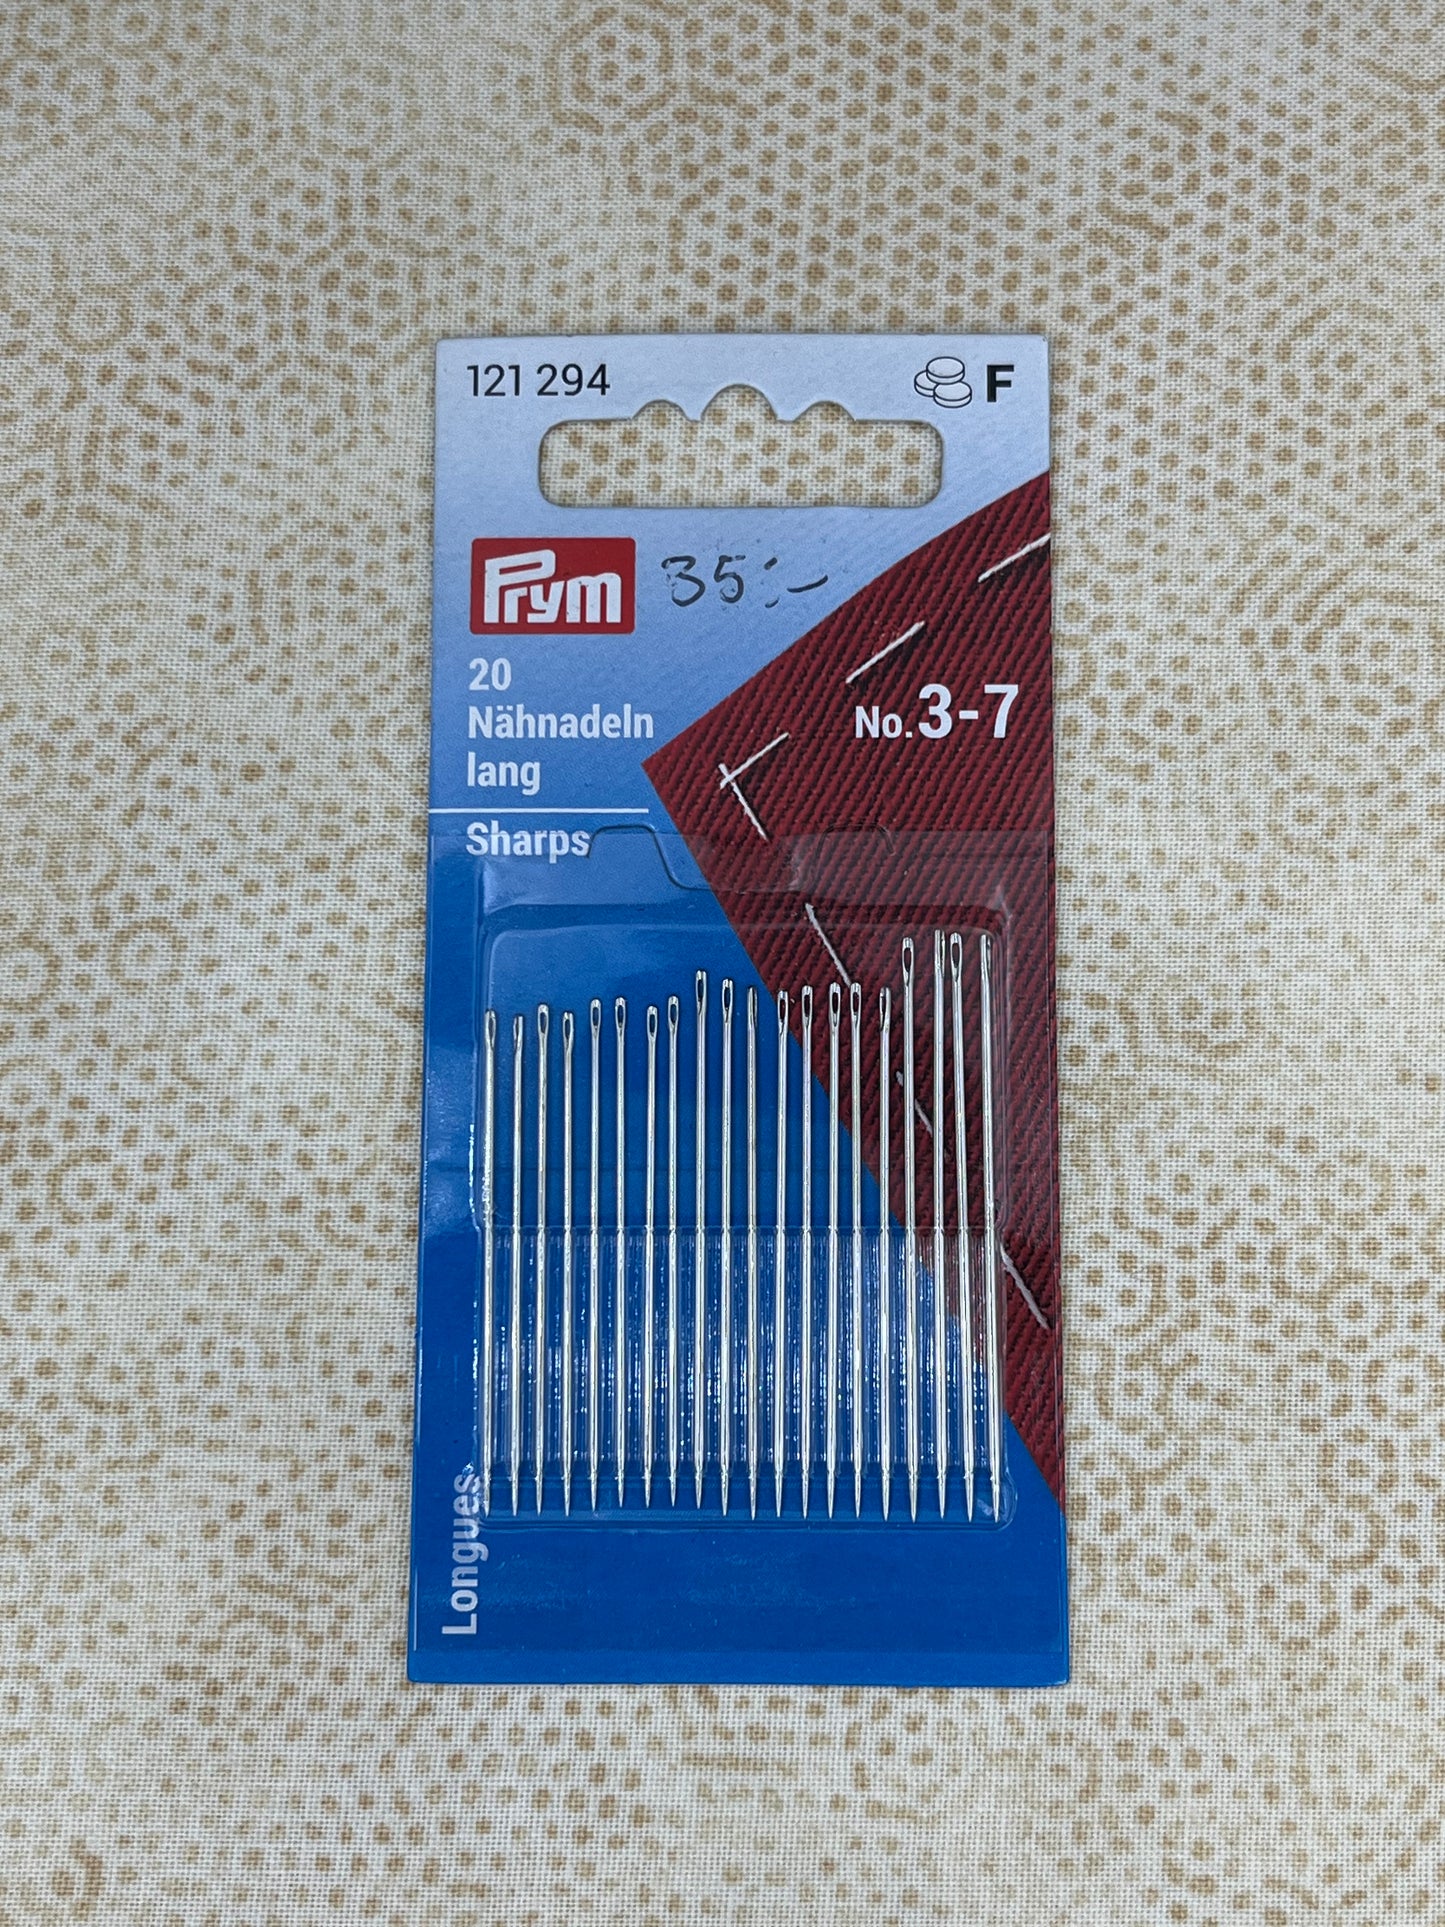 121 294
F
Prym
35:-
20
Nähnadeln
lang
No.3-7
Sharps
Longues